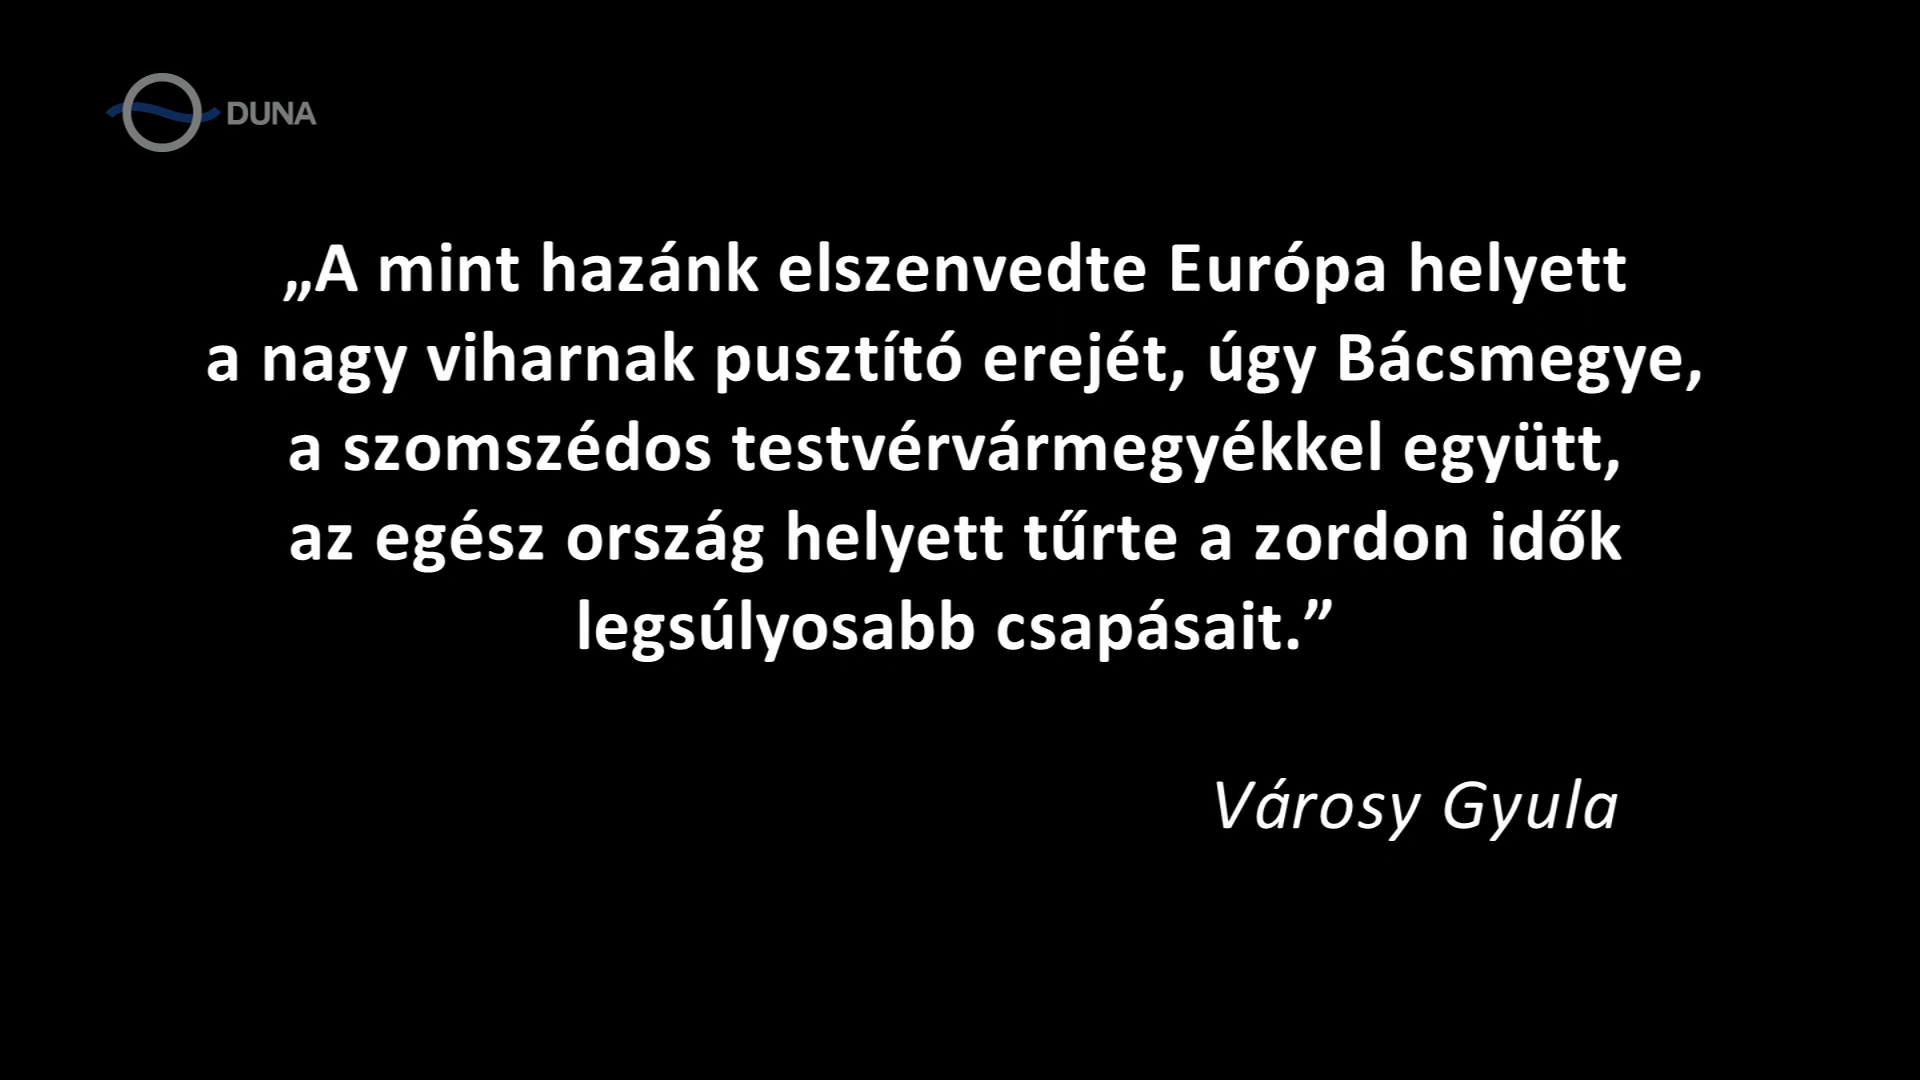 DUNA
„A mint hazánk elszenvedte Európa helyett
a nagy viharnak pusztító erejét, úgy Bácsmegye,
a szomszédos testvérvármegyékkel együtt,
az egész ország helyett tűrte a zordon idők
legsúlyosabb csapásait.”
Városy Gyula